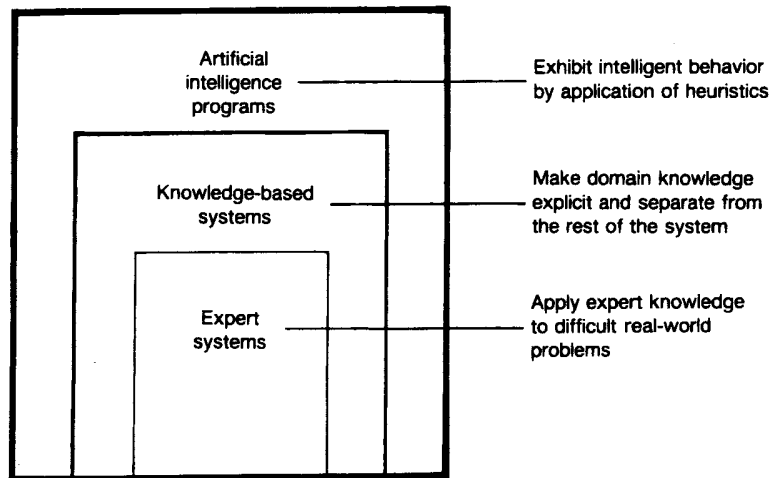 Artificial
intelligence
programs
Exhibit intelligent behavior
by application of heuristics
Knowledge-based
systems
Make domain knowledge
explicit and separate from
the rest of the system
Expert
systems
Apply expert knowledge
to difficult real-world
problems